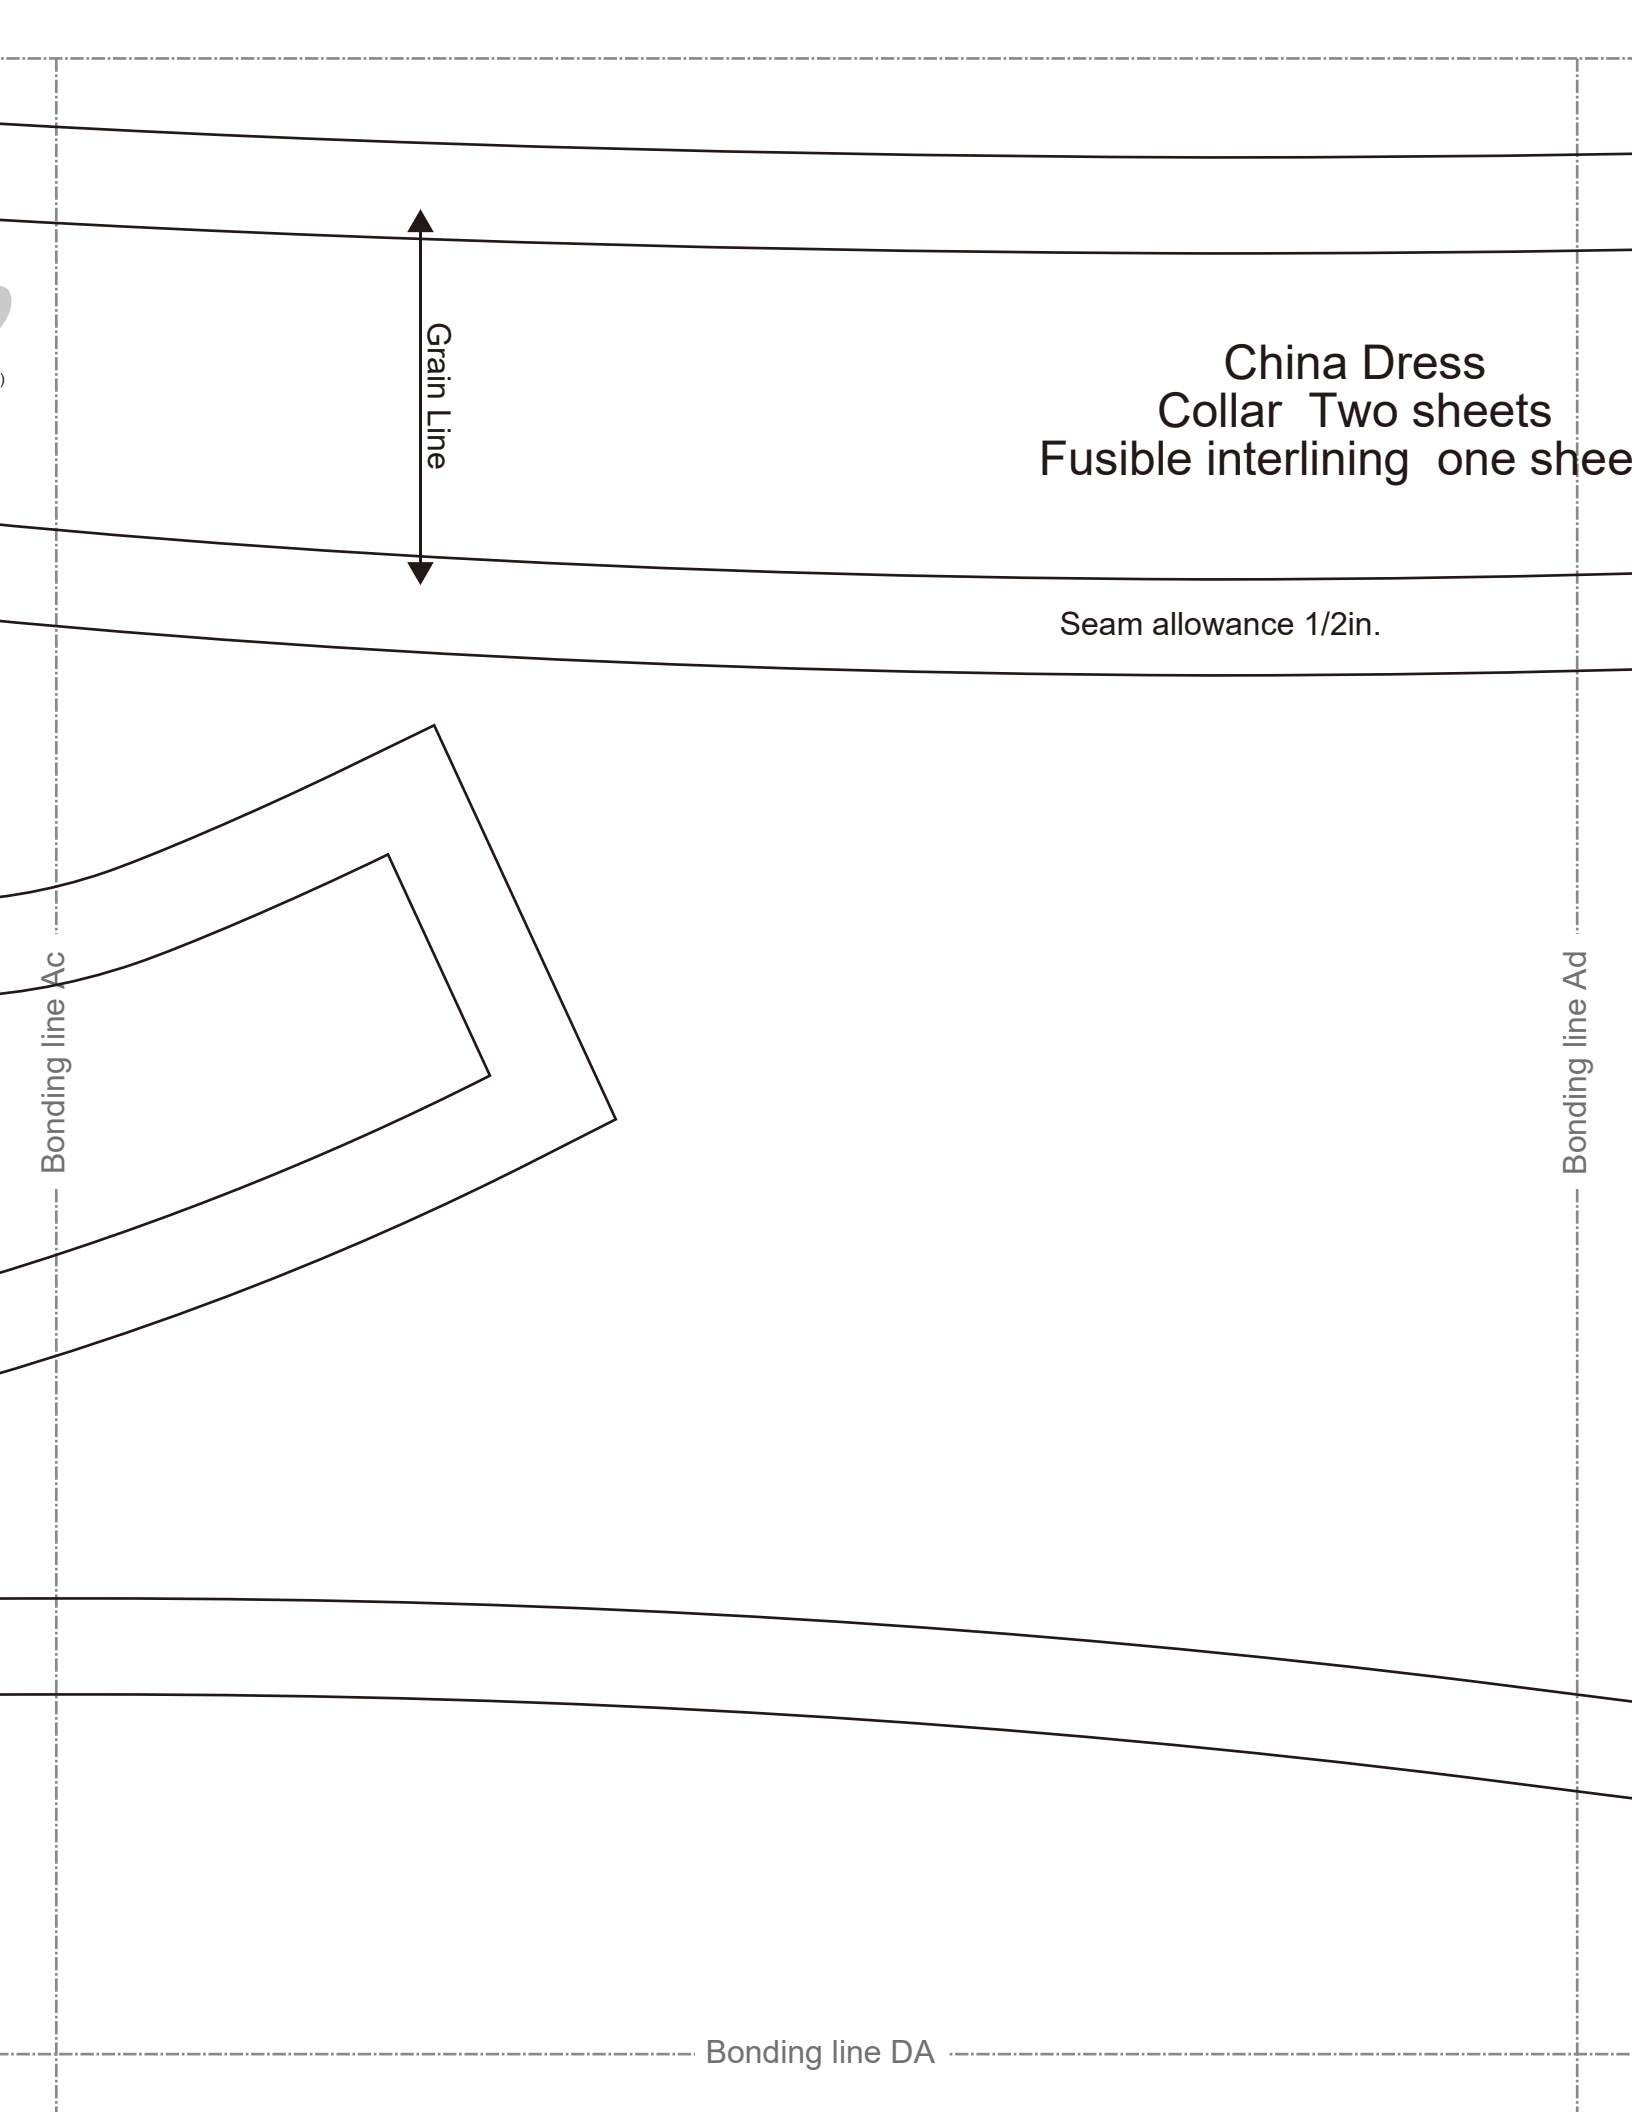 )
Grain Line
China Dress
Collar  Two sheets
Fusible interlining  one shee
Seam allowance 1/2in.
Bonding line Ac
Bonding line Ad
Bonding line DA